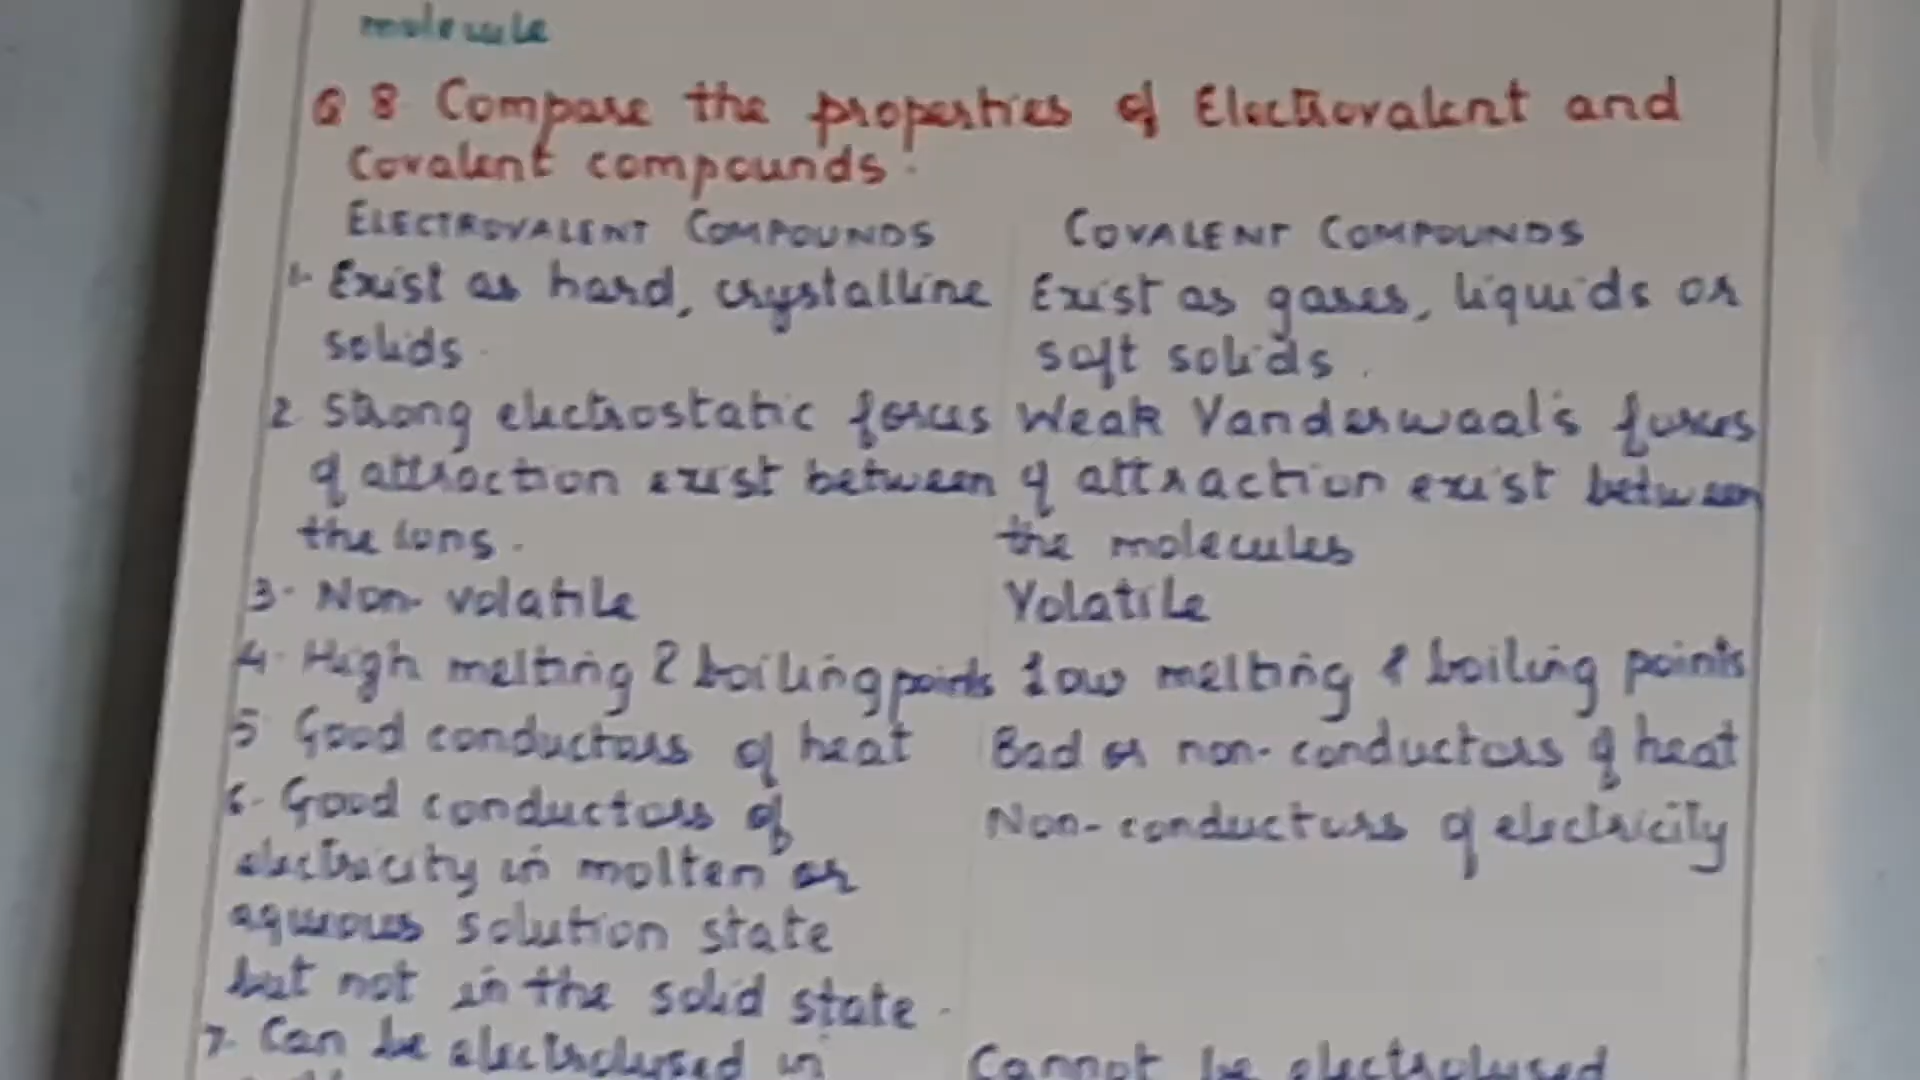 molecule
Q 8 Compare the properties of Electrovalent and
Covalent compounds.
ELECTROVALENT COMPOUNDS COVALENT COMPOUNDS
1. Exist as hard, crystalline Exist as gases, liquids or
solids. soft solids.
2 Strong electrostatic forces Weak Vanderwaal's forces
of attraction exist between of attraction exist between
the ions. the molecules
3. Non-volatile Volatile
4. High melting & boiling points Low melting & boiling points
5 Good conductors of heat Bad or non-conductors of heat
6. Good conductors of Non-conductors of electricity
electricity in molten or
aqueous solution state
but not in the solid state.
7. Can be electrolysed in Cannot be electrolysed